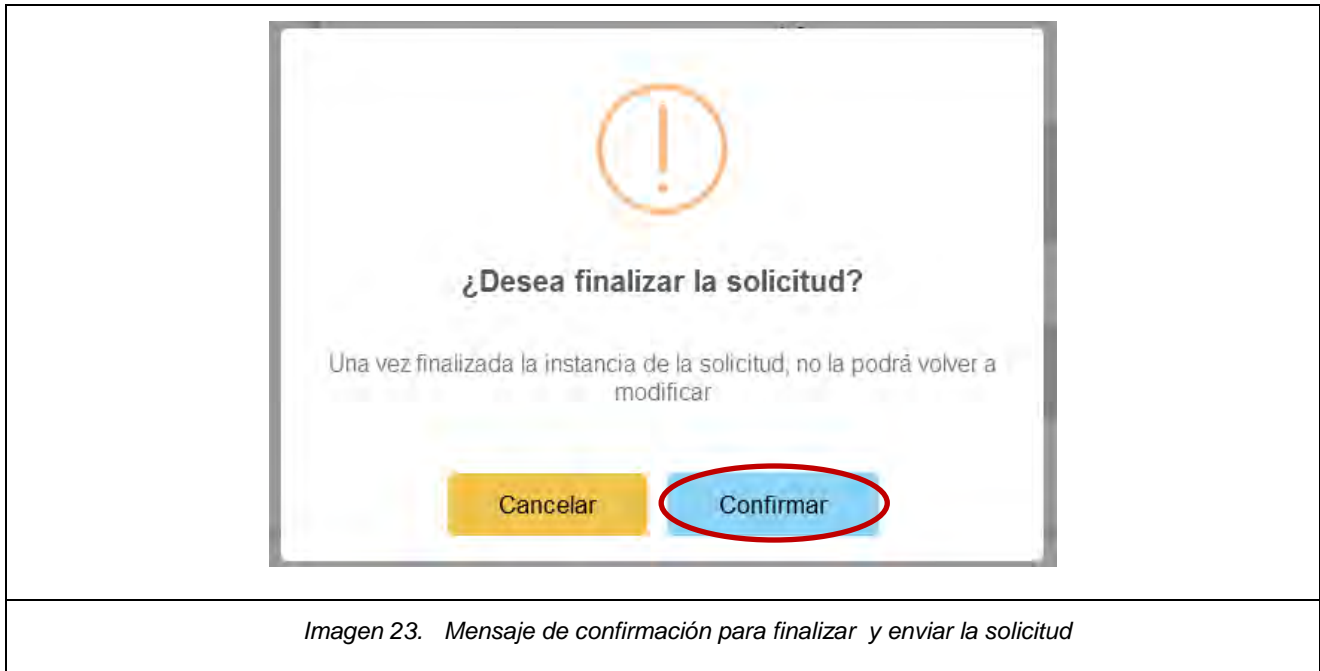 ¿Desea finalizar la solicitud?
Una vez finalizada la instancia de la solicitud, no la podrá volver a
modificar
Cancelar
Confirmar
Imagen 23. Mensaje de confirmación para finalizar y enviar la solicitud